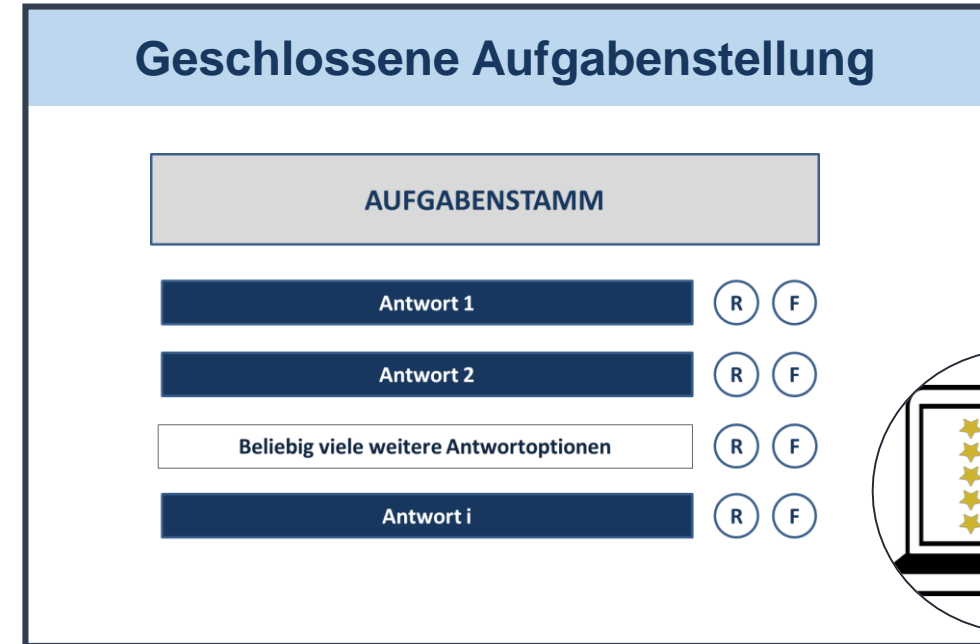 Geschlossene Aufgabenstellung
AUFGABENSTAMM
Antwort 1 R F
Antwort 2 R F
Beliebig viele weitere Antwortoptionen R F
Antwort i R F